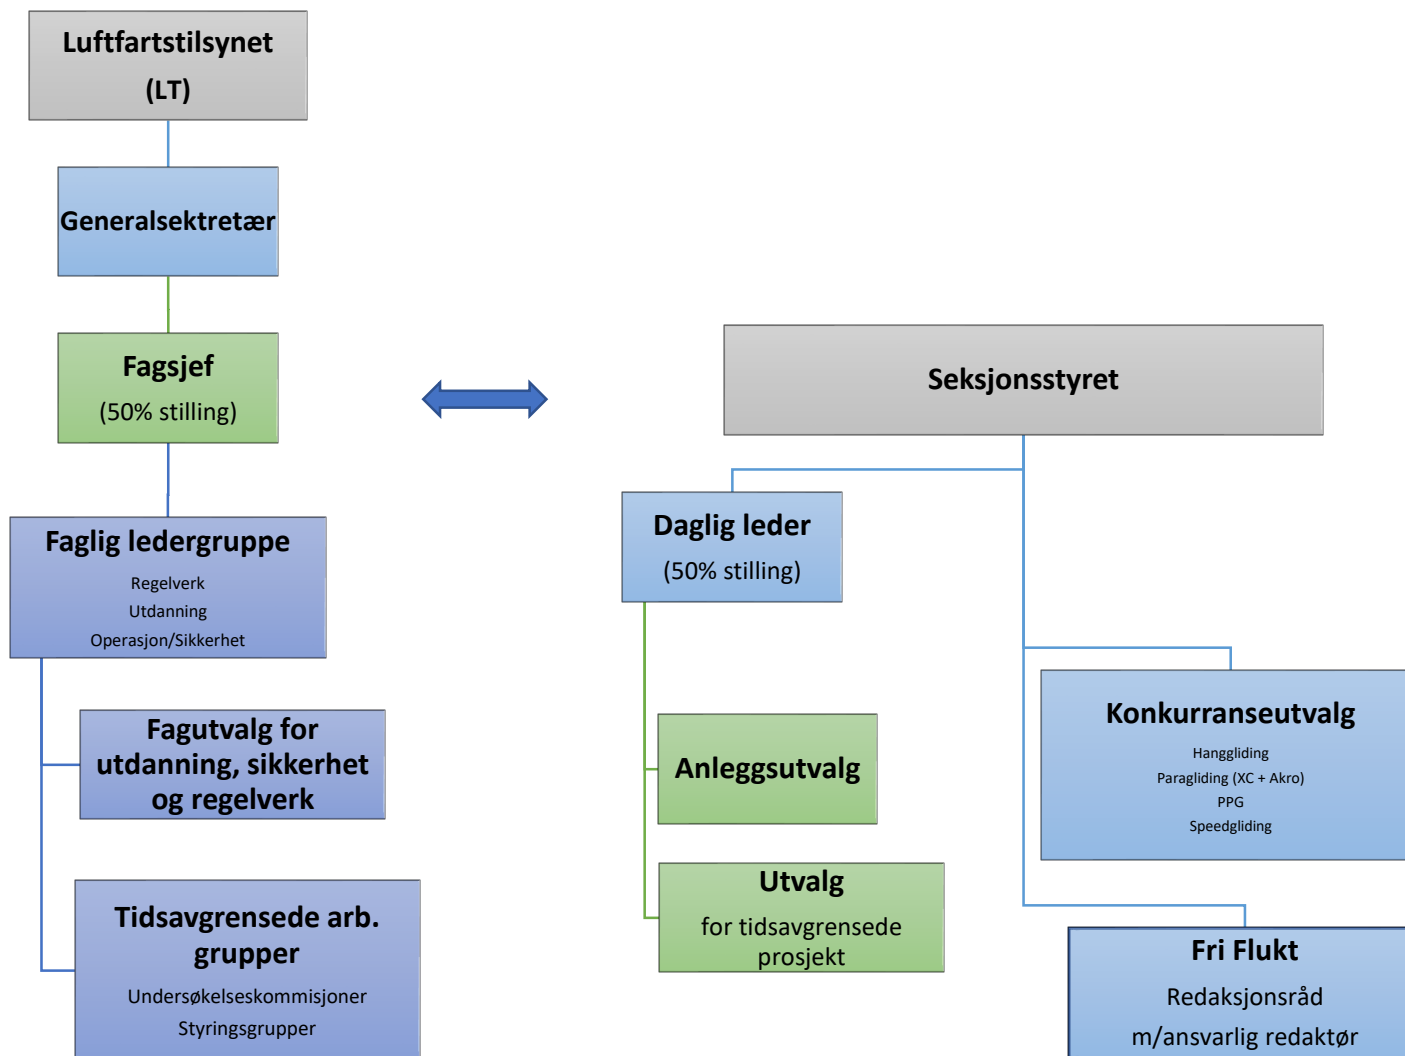 Luftfartstilsynet
(LT)
Generalsektretær
Fagsjef
(50% stilling)
Faglig ledergruppe
Regelverk
Utdanning
Operasjon/Sikkerhet
Fagutvalg for
utdanning, sikkerhet
og regelverk
Tidsavgrensede arb.
grupper
Undersøkelseskommisjoner
Styringsgrupper
Seksjonsstyret
Daglig leder
(50% stilling)
Anleggsutvalg
Utvalg
for tidsavgrensede
prosjekt
Konkurranseutvalg
Hanggliding
Paragliding (XC + Akro)
PPG
Speedgliding
Fri Flukt
Redaksjonsråd
m/ansvarlig redaktør